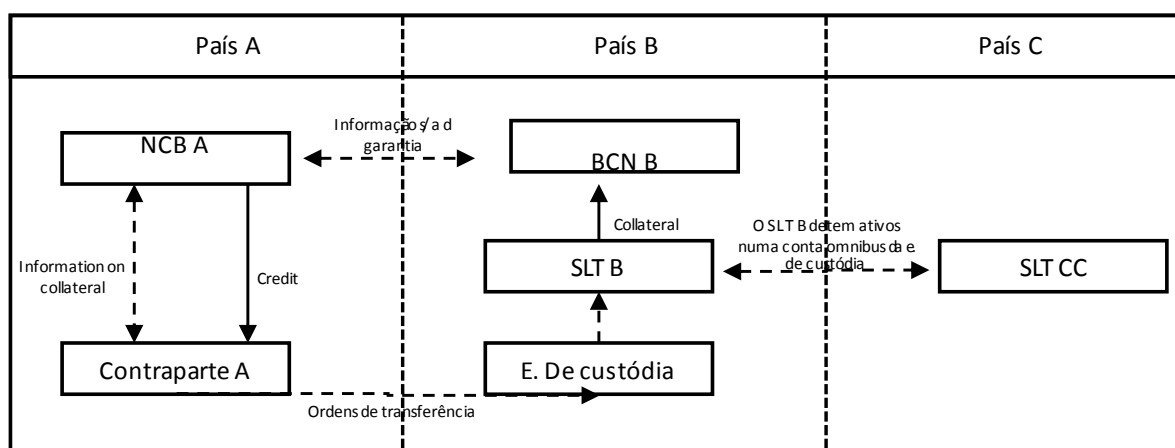 País A
País B
País C
NCB A
Informação s/ a d
garantia
BCN B
Collateral
O SLT B detem ativos
numa conta omnibus da e.
de custódia
Information on
collateral
Credit
SLT B
SLT CC
Contraparte A
E. De custódia
Ordens de transferência